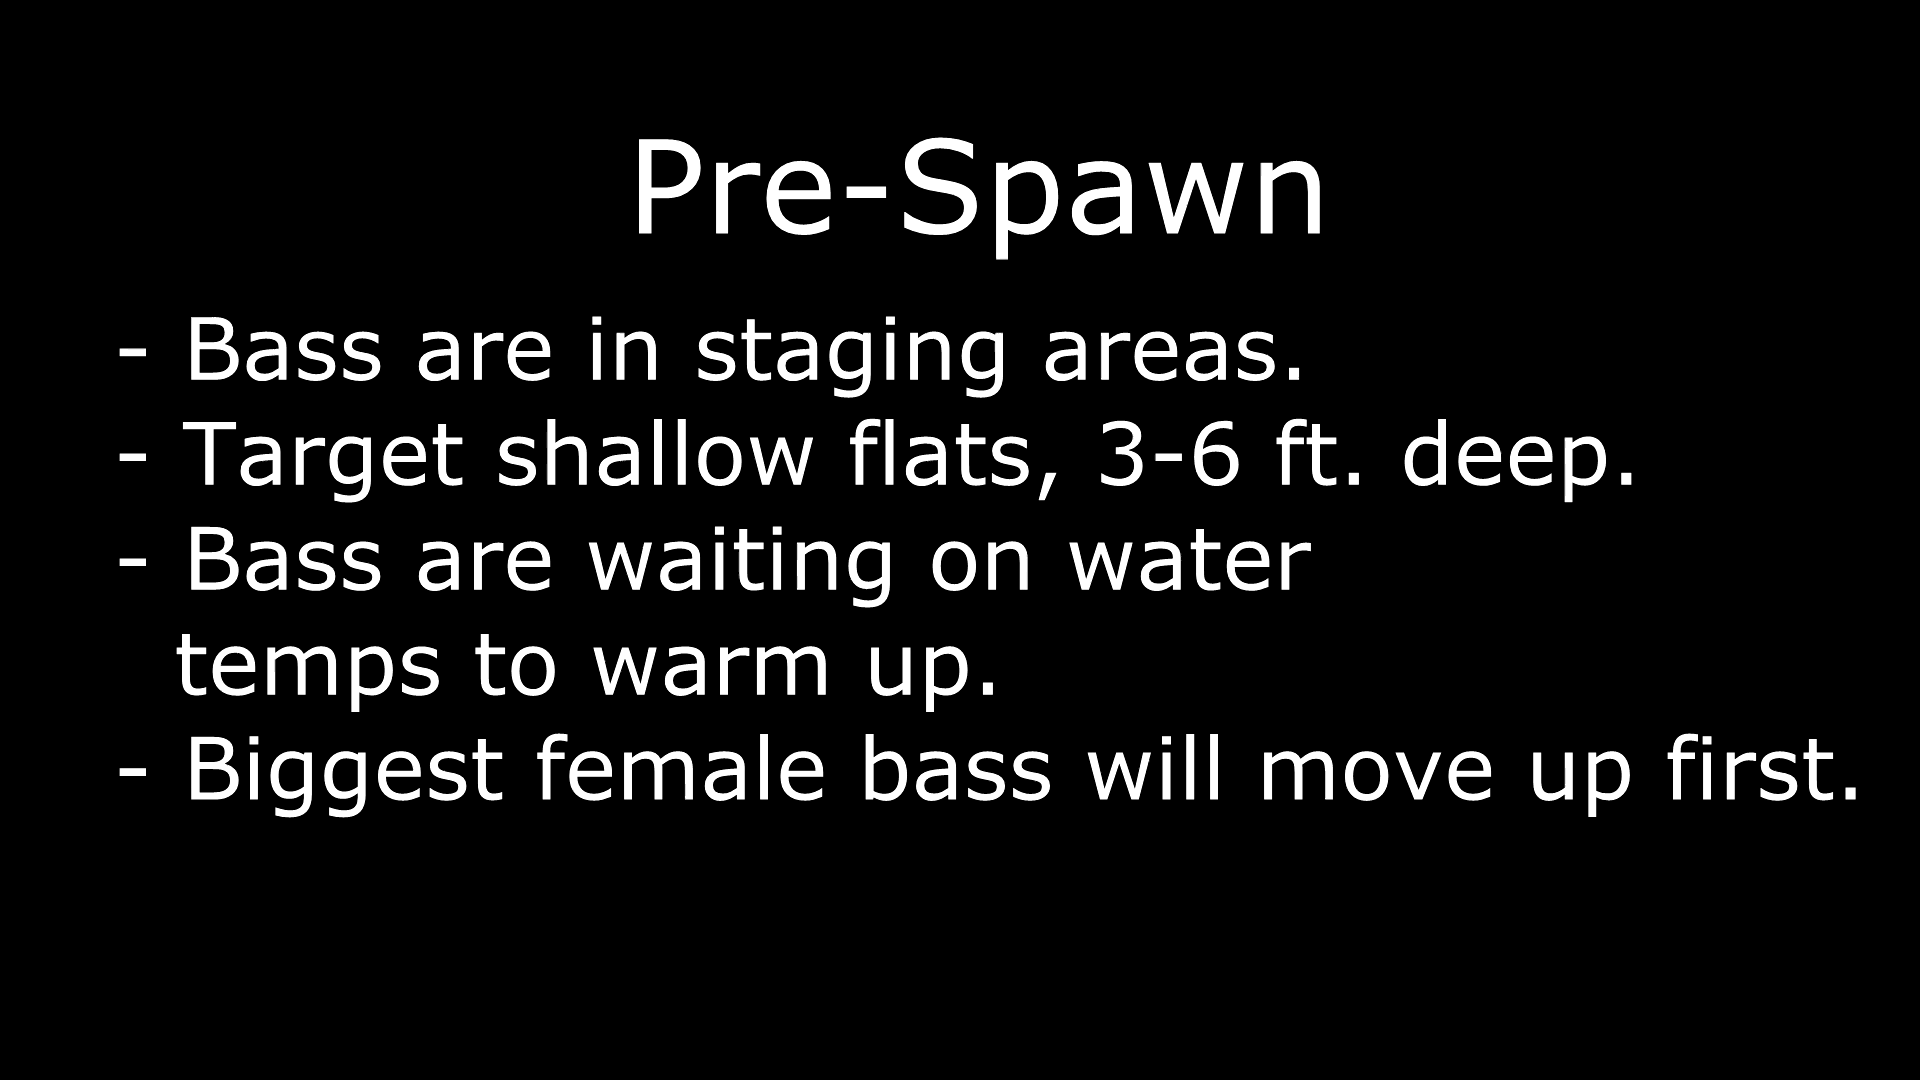 Pre-Spawn
- Bass are in staging areas.
- Target shallow flats, 3-6 ft. deep.
- Bass are waiting on water
temps to warm up.
- Biggest female bass will move up first.